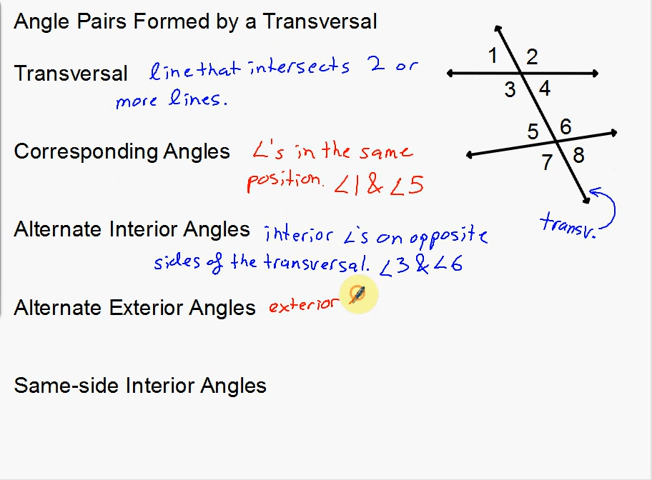 Angle Pairs Formed by a Transversal
Transversal line that intersects 2 or
more lines.
Corresponding Angles ∠'s in the same
position. ∠1 & ∠5
Alternate Interior Angles interior ∠'s on opposite
sides of the transversal. ∠3 & ∠6
Alternate Exterior Angles exterior
Same-side Interior Angles
1 2
3 4
5 6
7 8
transv.